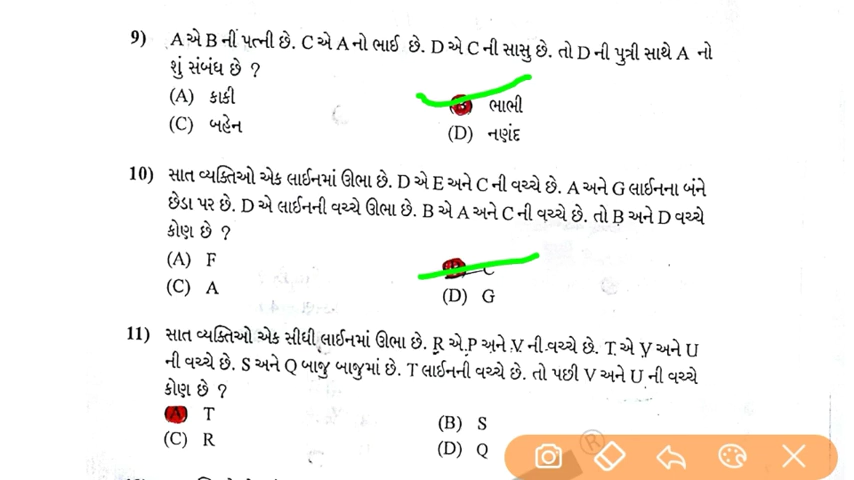 9) A એ B ની પત્ની છે. C એ A નો ભાઈ છે. D એ C ની સાસુ છે. તો D ની પુત્રી સાથે A નો
શું સંબંધ છે ?
(A) કાકી
ભાભી
(C) બહેન
(D) નણંદ
10) સાત વ્યક્તિઓ એક લાઈનમાં ઊભા છે. D એ E અને C ની વચ્ચે છે. A અને G લાઈનના બંને
છેડા પર છે. D એ લાઈનની વચ્ચે ઊભા છે. B એ A અને C ની વચ્ચે છે. તો B અને D વચ્ચે
કોણ છે ?
(A) F
C
(C) A
(D) G
11) સાત વ્યક્તિઓ એક સીધી લાઈનમાં ઊભા છે. R એ P અને V ની વચ્ચે છે. T એ V અને U
ની વચ્ચે છે. S અને Q બાજુ બાજુમાં છે. T લાઈનની વચ્ચે છે. તો પછી V અને U ની વચ્ચે
કોણ છે ?
(A) T
(B) S
(C) R
(D) Q
®